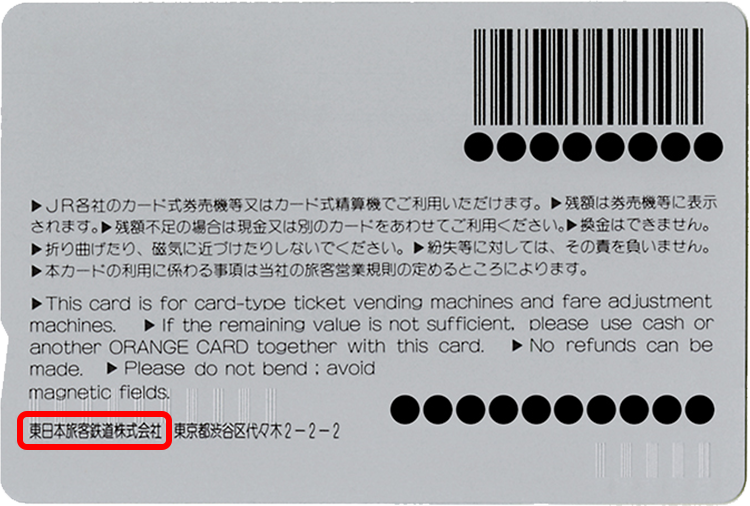 ▶JR各社のカード式券売機等又はカード式精算機でご利用いただけます。▶残額は券売機等に表示
されます。▶残額不足の場合は現金又は別のカードをあわせてご利用ください。▶換金はできません。
▶折り曲げたり、磁気に近づけたりしないでください。▶紛失等に対しては、その責を負いません。
▶本カードの利用に係わる事項は当社の旅客営業規則の定めるところによります。
▶This card is for card-type ticket vending machines and fare adjustment
machines. ▶If the remaining value is not sufficient, please use cash or
another ORANGE CARD together with this card. ▶No refunds can be
made. ▶Please do not bend ; avoid
magnetic fields.
東日本旅客鉄道株式会社 東京都渋谷区代々木2-2-2